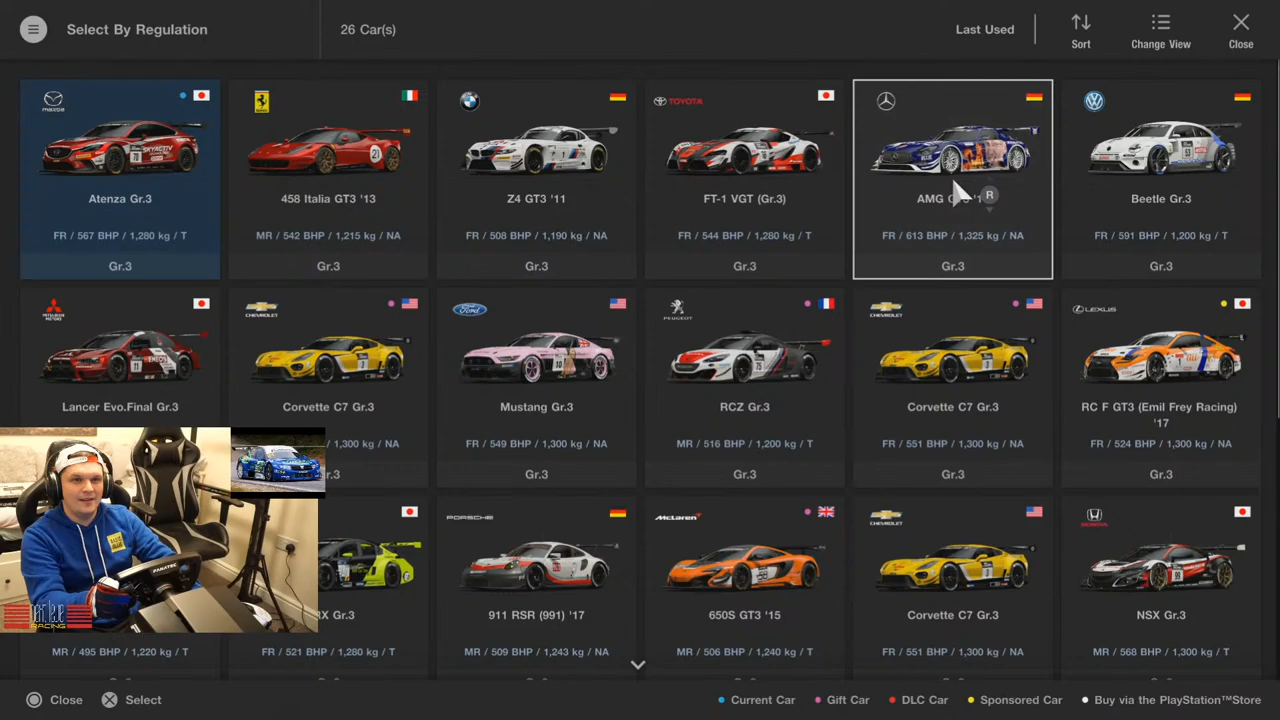 Select By Regulation
26 Car(s)
Last Used
Sort
Change View
Close
mazda
TOYOTA
Atenza Gr.3
458 Italia GT3 '13
Z4 GT3 '11
FT-1 VGT (Gr.3)
AMG
R
Beetle Gr.3
FR / 567 BHP / 1,280 kg / T
MR / 542 BHP / 1,215 kg / NA
FR / 508 BHP / 1,190 kg / NA
FR / 544 BHP / 1,280 kg / T
FR / 613 BHP / 1,325 kg / NA
FR / 591 BHP / 1,200 kg / T
Gr.3
Gr.3
Gr.3
Gr.3
Gr.3
Gr.3
MITSUBISHI
MOTORS
CHEVROLET
Ford
PEUGEOT
CHEVROLET
LEXUS
Lancer Evo.Final Gr.3
Corvette C7 Gr.3
Mustang Gr.3
RCZ Gr.3
Corvette C7 Gr.3
RC F GT3 (Emil Frey Racing) '17
1,300 kg / NA
FR / 549 BHP / 1,300 kg / NA
MR / 516 BHP / 1,200 kg / T
FR / 551 BHP / 1,300 kg / NA
FR / 524 BHP / 1,300 kg / NA
.3
Gr.3
Gr.3
Gr.3
Gr.3
PORSCHE
McLaren
CHEVROLET
HONDA
X Gr.3
911 RSR (991) '17
650S GT3 '15
Corvette C7 Gr.3
NSX Gr.3
MR / 495 BHP / 1,220 kg / T
FR / 521 BHP / 1,280 kg / T
MR / 509 BHP / 1,243 kg / NA
MR / 506 BHP / 1,240 kg / T
FR / 551 BHP / 1,300 kg / NA
MR / 568 BHP / 1,300 kg / T
FANATEC
RACING
Close
Select
Current Car
Gift Car
DLC Car
Sponsored Car
Buy via the PlayStation™Store